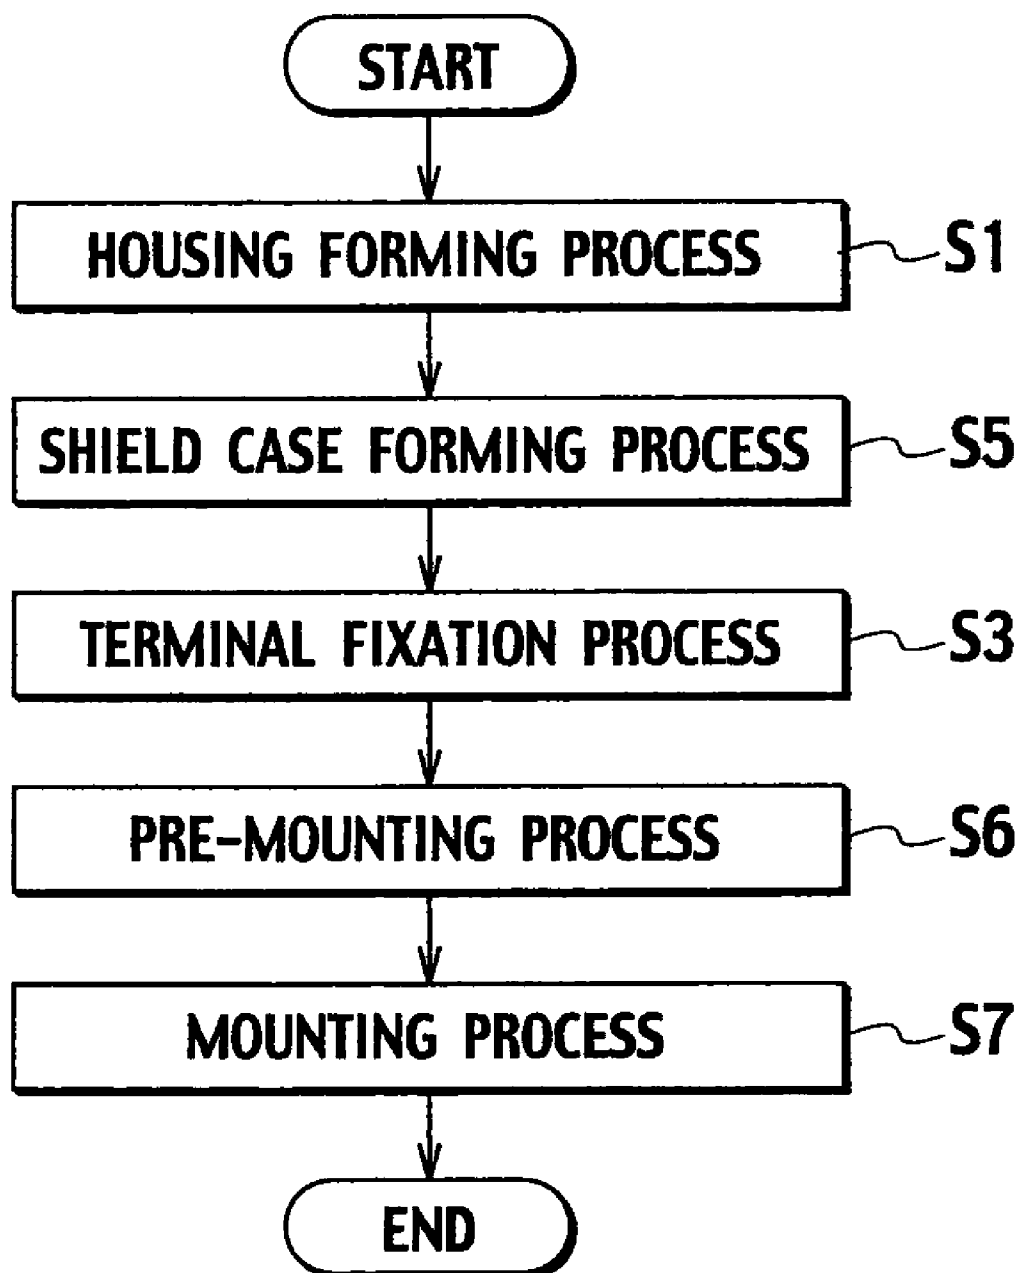 START
HOUSING FORMING PROCESS S1
SHIELD CASE FORMING PROCESS S5
TERMINAL FIXATION PROCESS S3
PRE-MOUNTING PROCESS S6
MOUNTING PROCESS S7
END